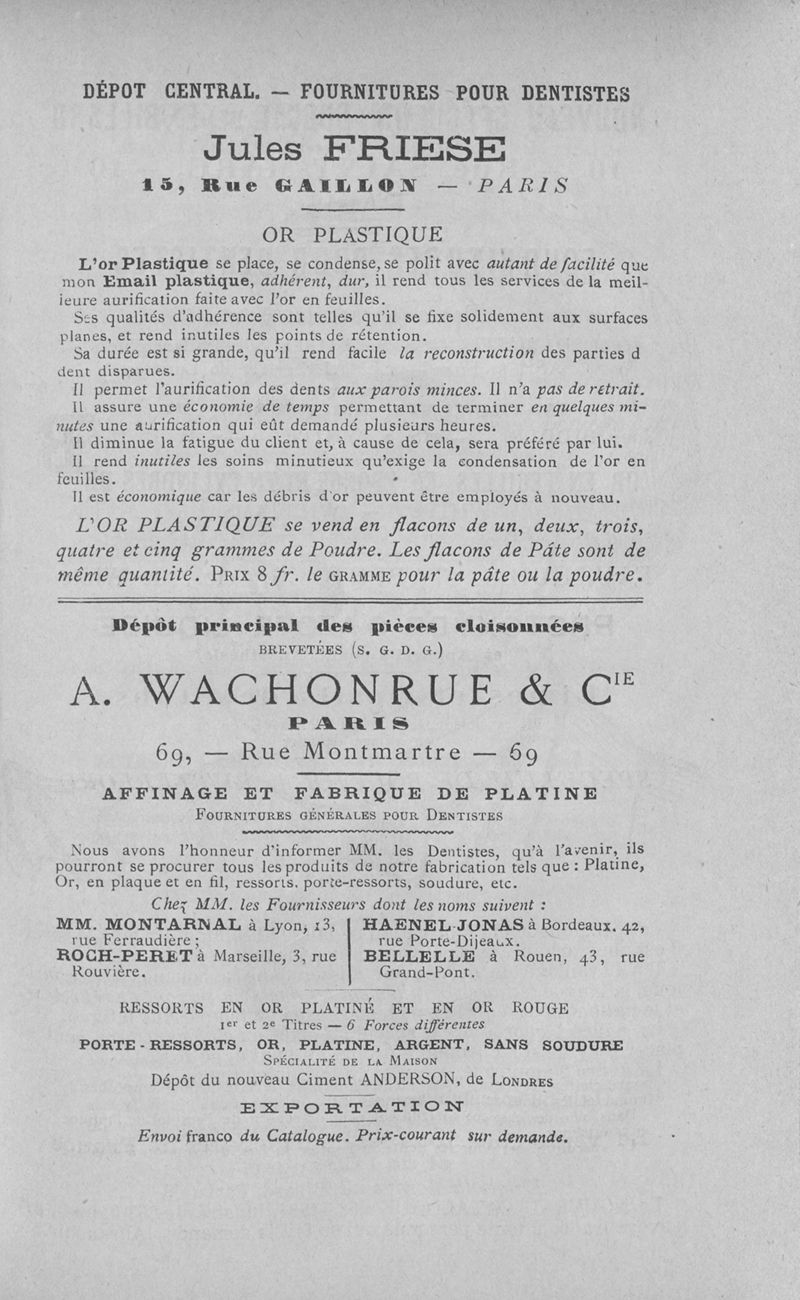 DÉPOT CENTRAL. — FOURNITURES POUR DENTISTES
Jules FRIESE
15, Rue GAILLON — PARIS
OR PLASTIQUE
L'or Plastique se place, se condense, se polit avec autant de facilité que
mon Email plastique, adhérent, dur, il rend tous les services de la meil-
leure aurification faite avec l'or en feuilles.
Ses qualités d'adhérence sont telles qu'il se fixe solidement aux surfaces
planes, et rend inutiles les points de rétention.
Sa durée est si grande, qu'il rend facile la reconstruction des parties d
dent disparues.
Il permet l'aurification des dents aux parois minces. Il n'a pas de retrait.
Il assure une économie de temps permettant de terminer en quelques mi-
nutes une aurification qui eût demandé plusieurs heures.
Il diminue la fatigue du client et, à cause de cela, sera préféré par lui.
Il rend inutiles les soins minutieux qu'exige la condensation de l'or en
feuilles.
Il est économique car les débris d'or peuvent être employés à nouveau.
L'OR PLASTIQUE se vend en flacons de un, deux, trois,
quatre et cinq grammes de Poudre. Les flacons de Pâte sont de
même quantité. PRIX 8 fr. le GRAMME pour la pâte ou la poudre.
Dépôt principal des pièces cloisonnées
BREVETÉES (S. G. D. G.)
A. WACHONRUE & CIE
PARIS
69, — Rue Montmartre — 69
AFFINAGE ET FABRIQUE DE PLATINE
FOURNITURES GÉNÉRALES POUR DENTISTES
Nous avons l'honneur d'informer MM. les Dentistes, qu'à l'avenir, ils
pourront se procurer tous les produits de notre fabrication tels que : Platine,
Or, en plaque et en fil, ressorts, porte-ressorts, soudure, etc.
Chez MM. les Fournisseurs dont les noms suivent :
MM. MONTARNAL à Lyon, 13,
rue Ferraudière ;
ROCH-PERET à Marseille, 3, rue
Rouvière.
HAENEL JONAS à Bordeaux, 42,
rue Porte-Dijeaux.
BELLELLE à Rouen, 43, rue
Grand-Pont.
RESSORTS EN OR PLATINÉ ET EN OR ROUGE
1er et 2e Titres — 6 Forces différentes
PORTE-RESSORTS, OR, PLATINE, ARGENT, SANS SOUDURE
SPÉCIALITÉ DE LA MAISON
Dépôt du nouveau Ciment ANDERSON, de LONDRES
EXPORTATION
Envoi franco du Catalogue. Prix-courant sur demande.